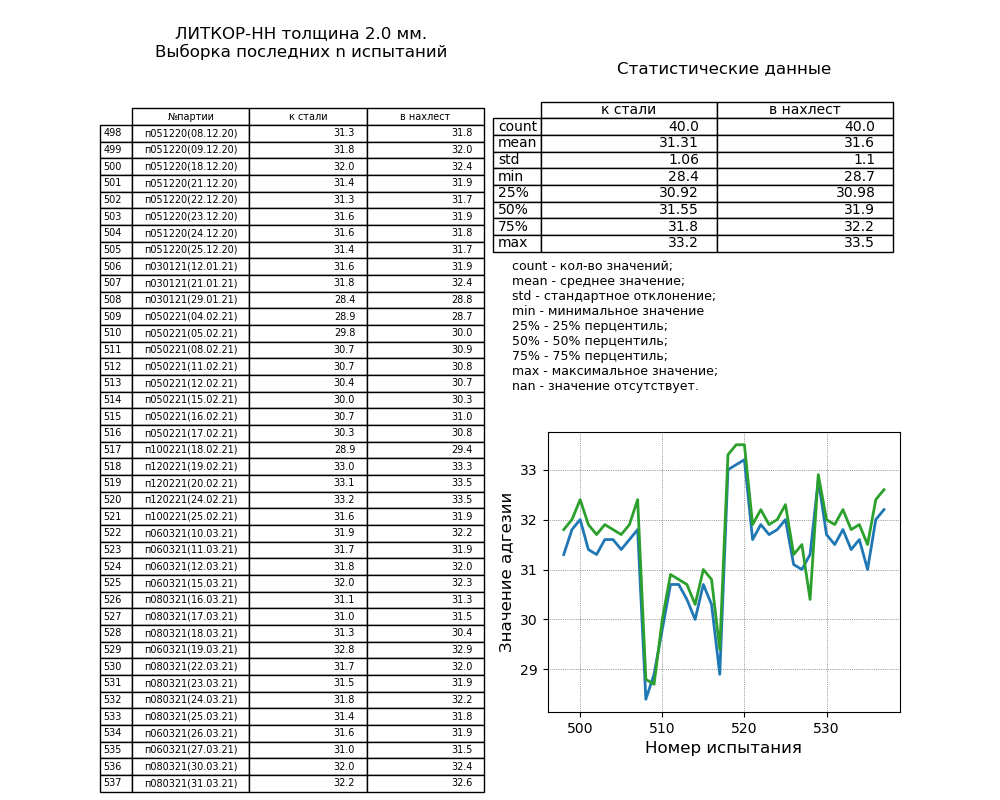 ЛИТКОР-НН толщина 2.0 мм.
Выборка последних n испытаний
№партии к стали в нахлест
498 п051220(08.12.20) 31.3 31.8
499 п051220(09.12.20) 31.8 32.0
500 п051220(18.12.20) 32.0 32.4
501 п051220(21.12.20) 31.4 31.9
502 п051220(22.12.20) 31.3 31.7
503 п051220(23.12.20) 31.6 31.9
504 п051220(24.12.20) 31.6 31.8
505 п051220(25.12.20) 31.4 31.7
506 п030121(12.01.21) 31.6 31.9
507 п030121(21.01.21) 31.8 32.4
508 п030121(29.01.21) 28.4 28.8
509 п050221(04.02.21) 28.9 28.7
510 п050221(05.02.21) 29.8 30.0
511 п050221(08.02.21) 30.7 30.9
512 п050221(11.02.21) 30.7 30.8
513 п050221(12.02.21) 30.4 30.7
514 п050221(15.02.21) 30.0 30.3
515 п050221(16.02.21) 30.7 31.0
516 п050221(17.02.21) 30.3 30.8
517 п100221(18.02.21) 28.9 29.4
518 п120221(19.02.21) 33.0 33.3
519 п120221(20.02.21) 33.1 33.5
520 п120221(24.02.21) 33.2 33.5
521 п100221(25.02.21) 31.6 31.9
522 п060321(10.03.21) 31.9 32.2
523 п060321(11.03.21) 31.7 31.9
524 п060321(12.03.21) 31.8 32.0
525 п060321(15.03.21) 32.0 32.3
526 п080321(16.03.21) 31.1 31.3
527 п080321(17.03.21) 31.0 31.5
528 п080321(18.03.21) 31.3 30.4
529 п060321(19.03.21) 32.8 32.9
530 п080321(22.03.21) 31.7 32.0
531 п080321(23.03.21) 31.5 31.9
532 п080321(24.03.21) 31.8 32.2
533 п080321(25.03.21) 31.4 31.8
534 п060321(26.03.21) 31.6 31.9
535 п060321(27.03.21) 31.0 31.5
536 п080321(30.03.21) 32.0 32.4
537 п080321(31.03.21) 32.2 32.6
Статистические данные
к стали в нахлест
count 40.0 40.0
mean 31.31 31.6
std 1.06 1.1
min 28.4 28.7
25% 30.92 30.98
50% 31.55 31.9
75% 31.8 32.2
max 33.2 33.5
count - кол-во значений;
mean - среднее значение;
std - стандартное отклонение;
min - минимальное значение
25% - 25% перцентиль;
50% - 50% перцентиль;
75% - 75% перцентиль;
max - максимальное значение;
nan - значение отсутствует.
Значение адгезии
33
32
31
30
29
500 510 520 530
Номер испытания